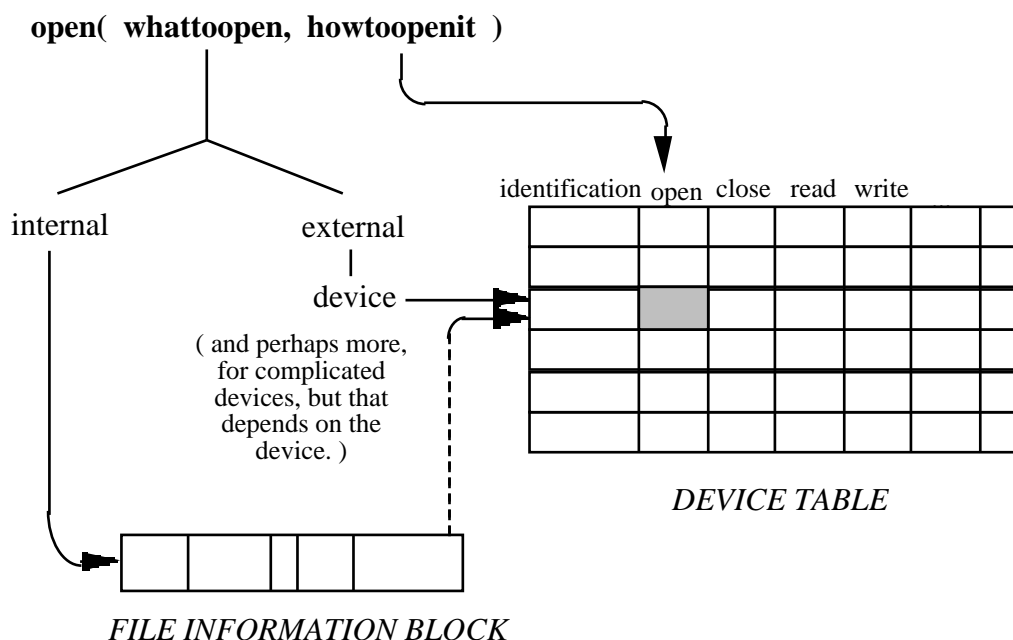 open( whattoopen, howtoopenit )
identification open close read write ...
internal
external
device
( and perhaps more,
for complicated
devices, but that
depends on the
device. )
DEVICE TABLE
FILE INFORMATION BLOCK